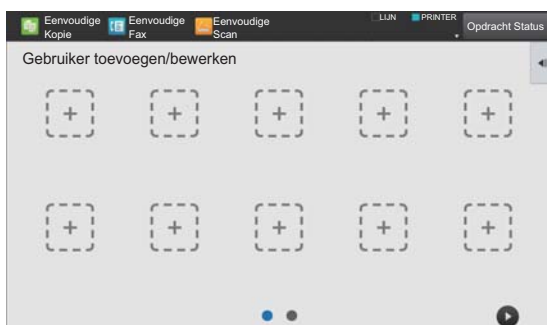 Eenvoudige Kopie
Eenvoudige Fax
Eenvoudige Scan
LIJN
PRINTER
Opdracht Status
Gebruiker toevoegen/bewerken